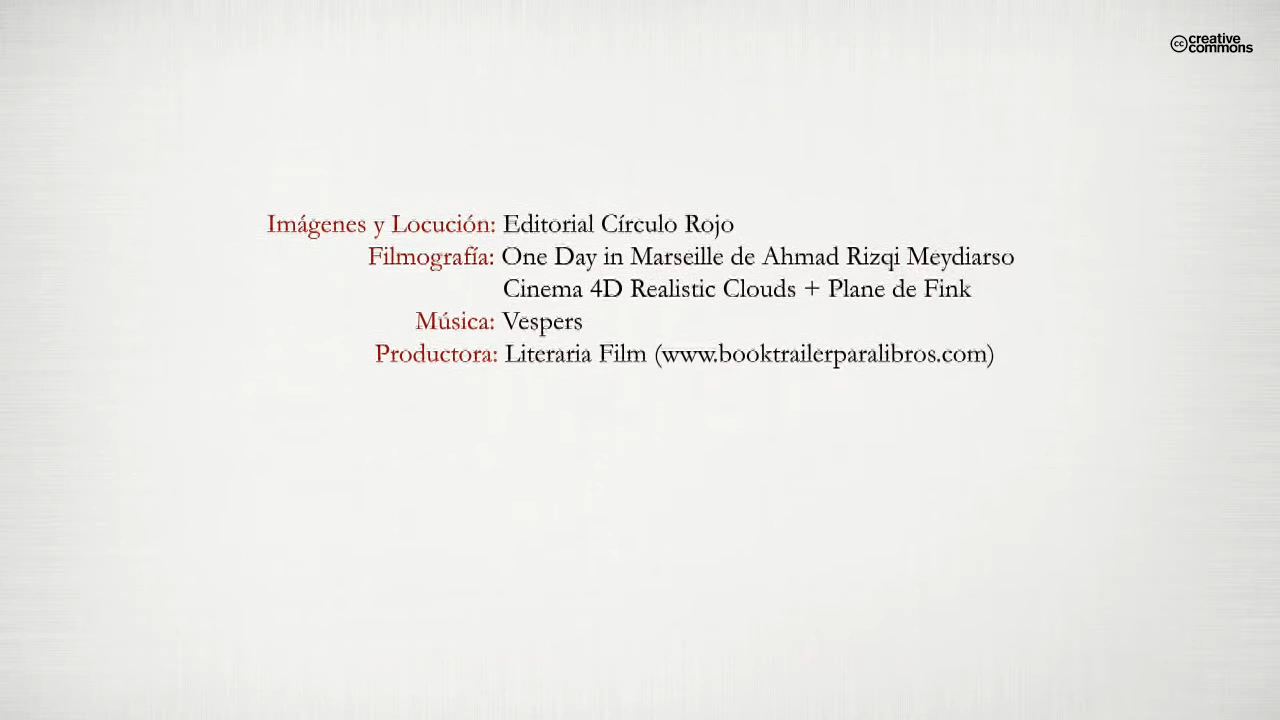 creative
commons
Imágenes y Locución: Editorial Círculo Rojo
Filmografía: One Day in Marseille de Ahmad Rizqi Meydiarso
Cinema 4D Realistic Clouds + Plane de Fink
Música: Vespers
Productora: Literaria Film (www.booktrailerparalibros.com)